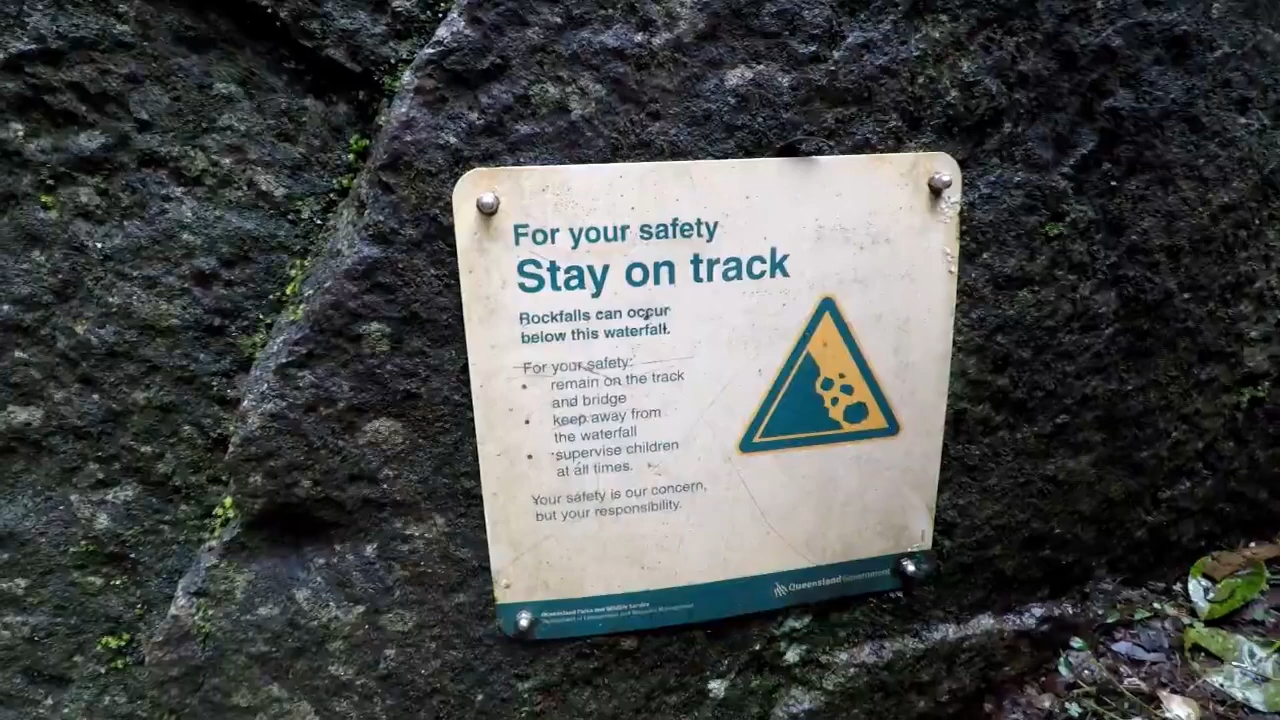 For your safety
Stay on track
Rockfalls can occur
below this waterfall.
For your safety:
• remain on the track
and bridge
• keep away from
the waterfall
• supervise children
at all times.
Your safety is our concern,
but your responsibility.
Queensland Parks and Wildlife Service
Department of Environment and Resource Management
Queensland Government